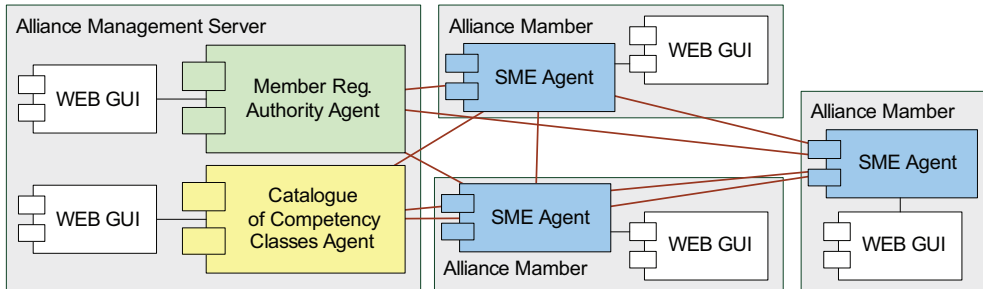 Alliance Management Server
WEB GUI
Member Reg.
Authority Agent
WEB GUI
Catalogue
of Competency
Classes Agent
Alliance Mamber
SME Agent
WEB GUI
SME Agent
WEB GUI
Alliance Mamber
Alliance Mamber
SME Agent
WEB GUI